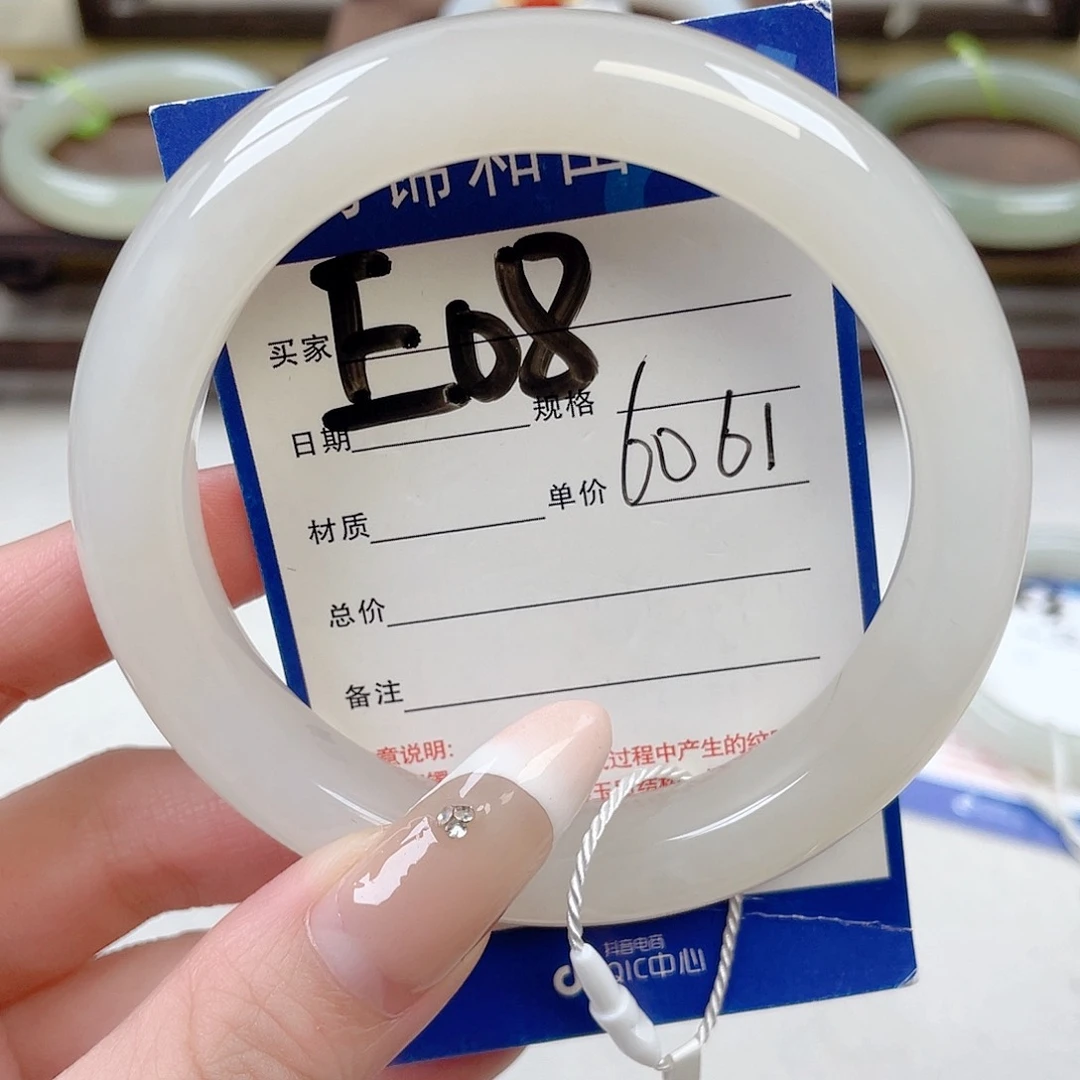 饰和田
E08
买家
规格
日期
6061
单价
材质
总价
备注
意说明:
过程中产生的纹
抖音电商
QIC中心